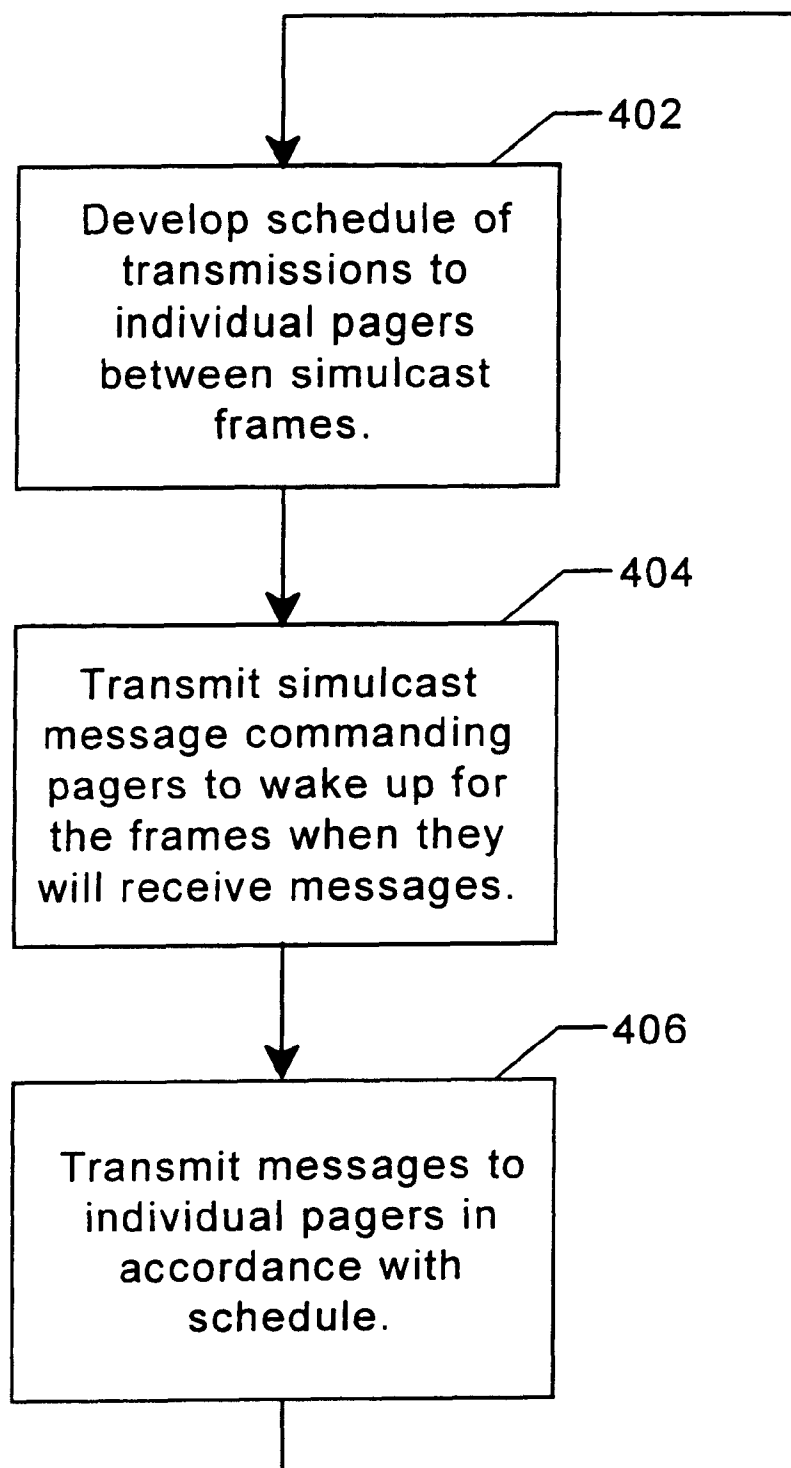 402
Develop schedule of
transmissions to
individual pagers
between simulcast
frames.
404
Transmit simulcast
message commanding
pagers to wake up for
the frames when they
will receive messages.
406
Transmit messages to
individual pagers in
accordance with
schedule.